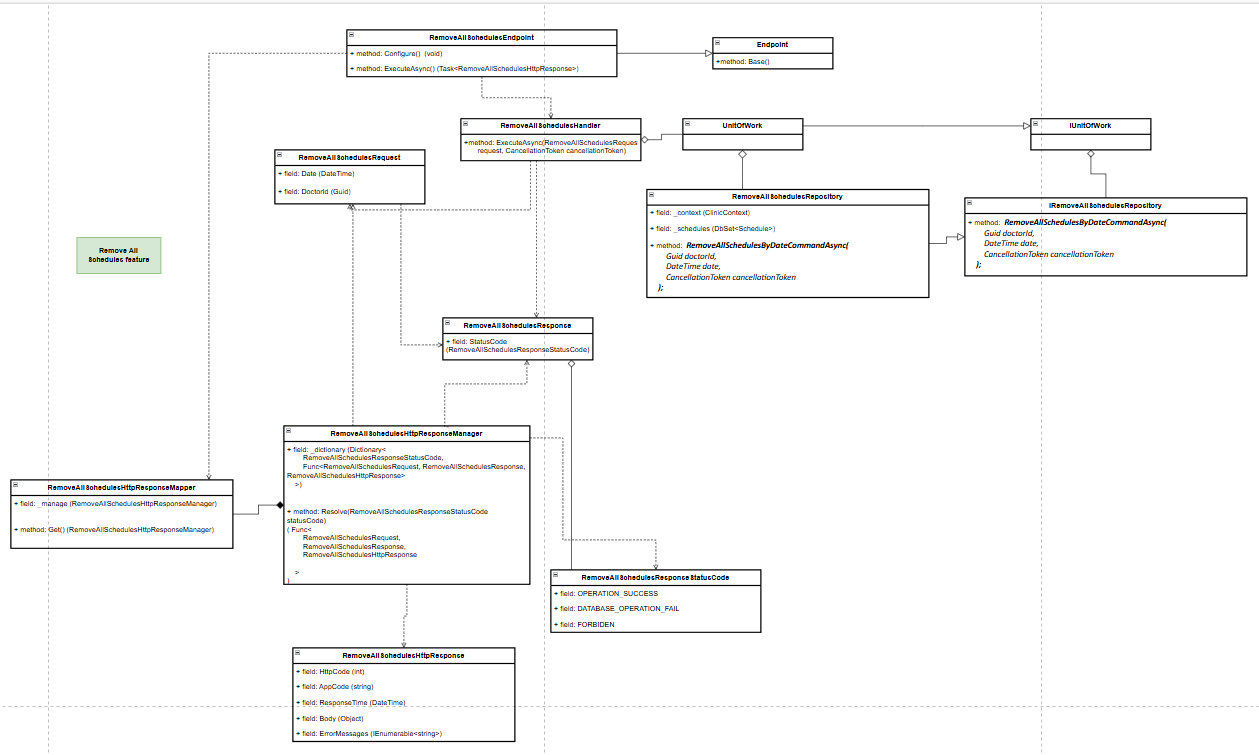 RemoveAllSchedulesEndpoint
+ method: Configure() (void)
+ method: ExecuteAsync() (Task<RemoveAllSchedulesHttpResponse>)
Endpoint
+method: Base()
RemoveAllSchedulesHandler
+method: ExecuteAsync(RemoveAllSchedulesReques
request, CancellationToken cancellationToken)
UnitOfWork
IUnitOfWork
RemoveAllSchedulesRequest
+ field: Date (DateTime)
+ field: DoctorId (Guid)
RemoveAllSchedulesRepository
+ field: _context (ClinicContext)
+ field: _schedules (DbSet<Schedule>)
+ method: RemoveAllSchedulesByDateCommandAsync(
Guid doctorId,
DateTime date,
CancellationToken cancellationToken
);
IRemoveAllSchedulesRepository
+ method: RemoveAllSchedulesByDateCommandAsync(
Guid doctorId,
DateTime date,
CancellationToken cancellationToken
);
Remove All
Schedules feature
RemoveAllSchedulesResponse
+ field: StatusCode
(RemoveAllSchedulesResponseStatusCode)
RemoveAllSchedulesHttpResponseManager
+ field: _dictionary (Dictionary<
RemoveAllSchedulesResponseStatusCode,
Func<RemoveAllSchedulesRequest, RemoveAllSchedulesResponse,
RemoveAllSchedulesHttpResponse>
>)
+ method: Resolve(RemoveAllSchedulesResponseStatusCode
statusCode)
( Func<
RemoveAllSchedulesRequest,
RemoveAllSchedulesResponse,
RemoveAllSchedulesHttpResponse
>
)
RemoveAllSchedulesHttpResponseMapper
+ field: _manage (RemoveAllSchedulesHttpResponseManager)
+ method: Get() (RemoveAllSchedulesHttpResponseManager)
RemoveAllSchedulesResponseStatusCode
+ field: OPERATION_SUCCESS
+ field: DATABASE_OPERATION_FAIL
+ field: FORBIDEN
RemoveAllSchedulesHttpResponse
+ field: HttpCode (int)
+ field: AppCode (string)
+ field: ResponseTime (DateTime)
+ field: Body (Object)
+ field: ErrorMessages (IEnumerable<string>)